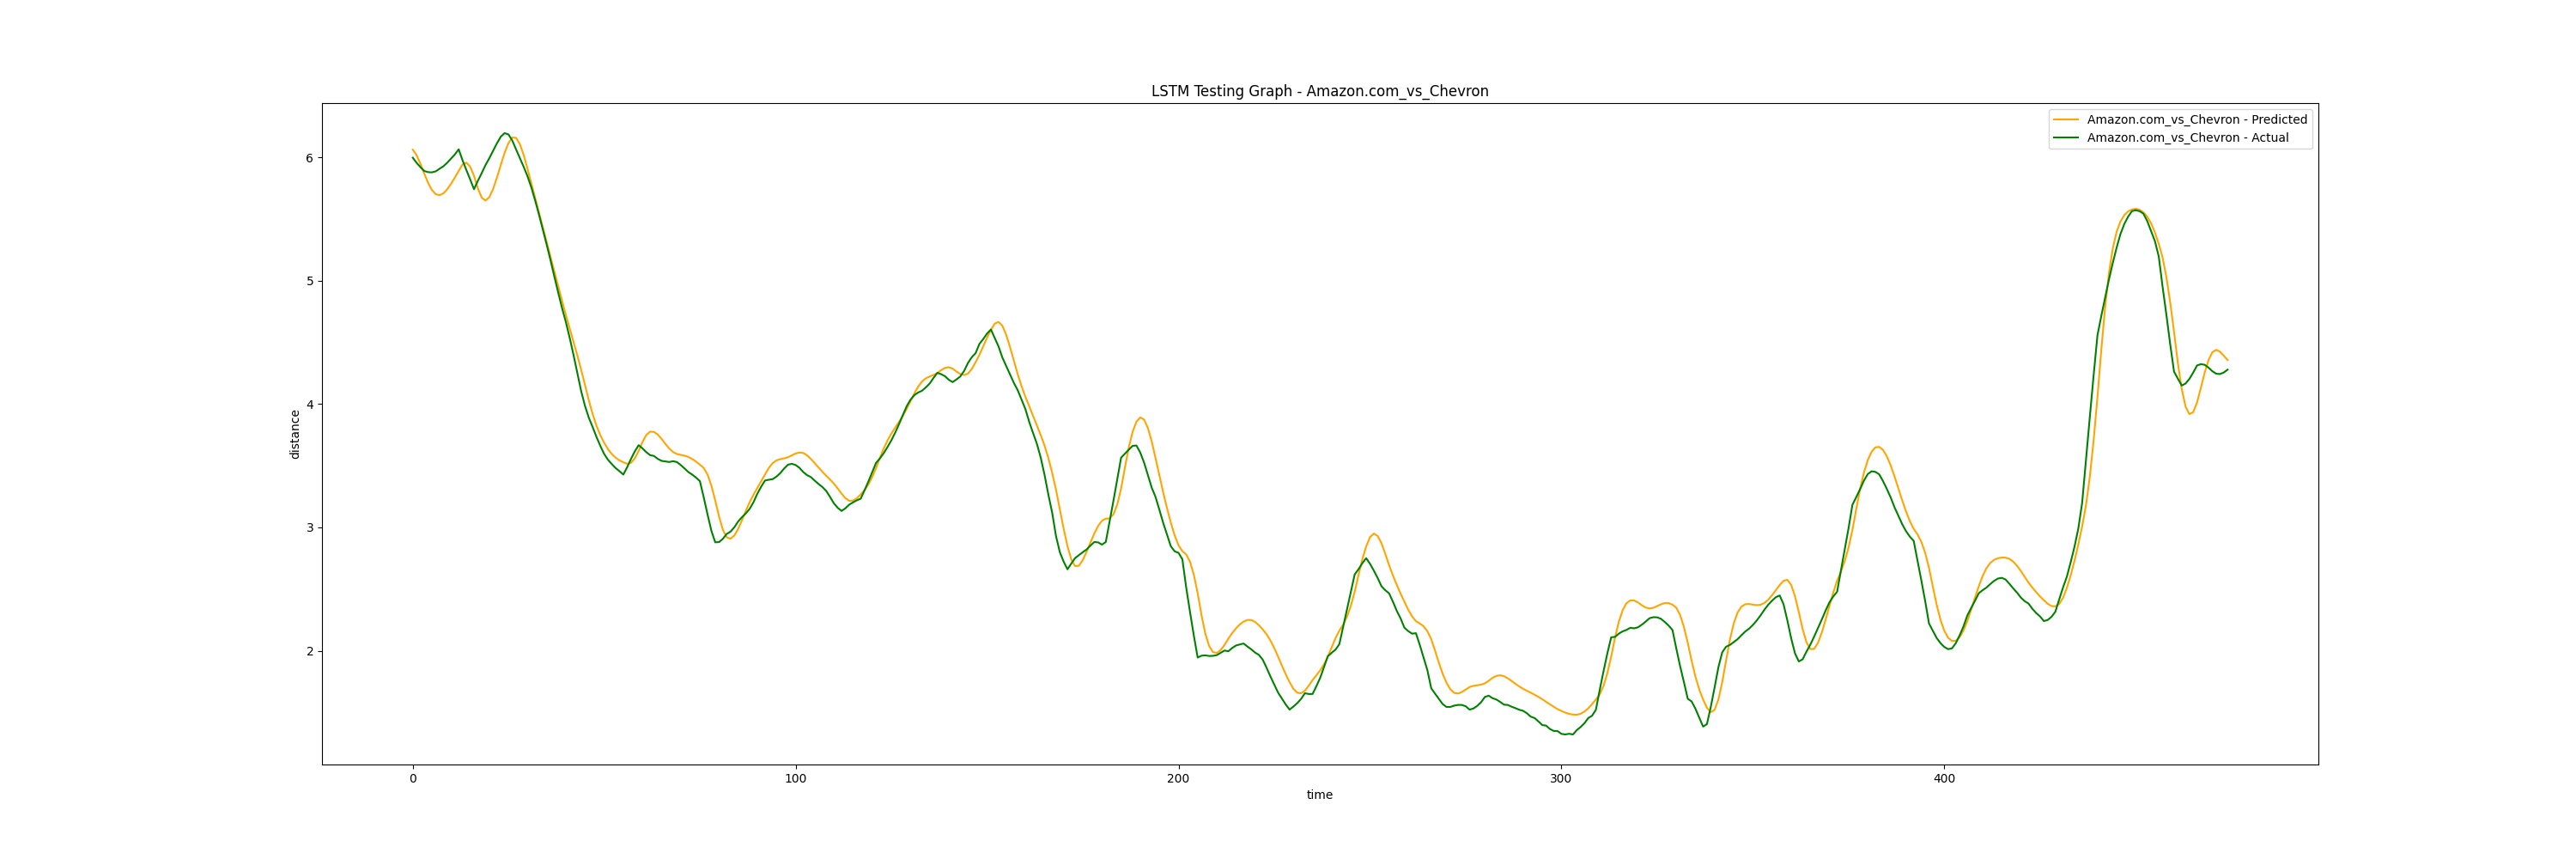 LSTM Testing Graph - Amazon.com_vs_Chevron
Amazon.com_vs_Chevron - Predicted
Amazon.com_vs_Chevron - Actual
6
5
4
3
2
distance
0
100
200
300
400
time